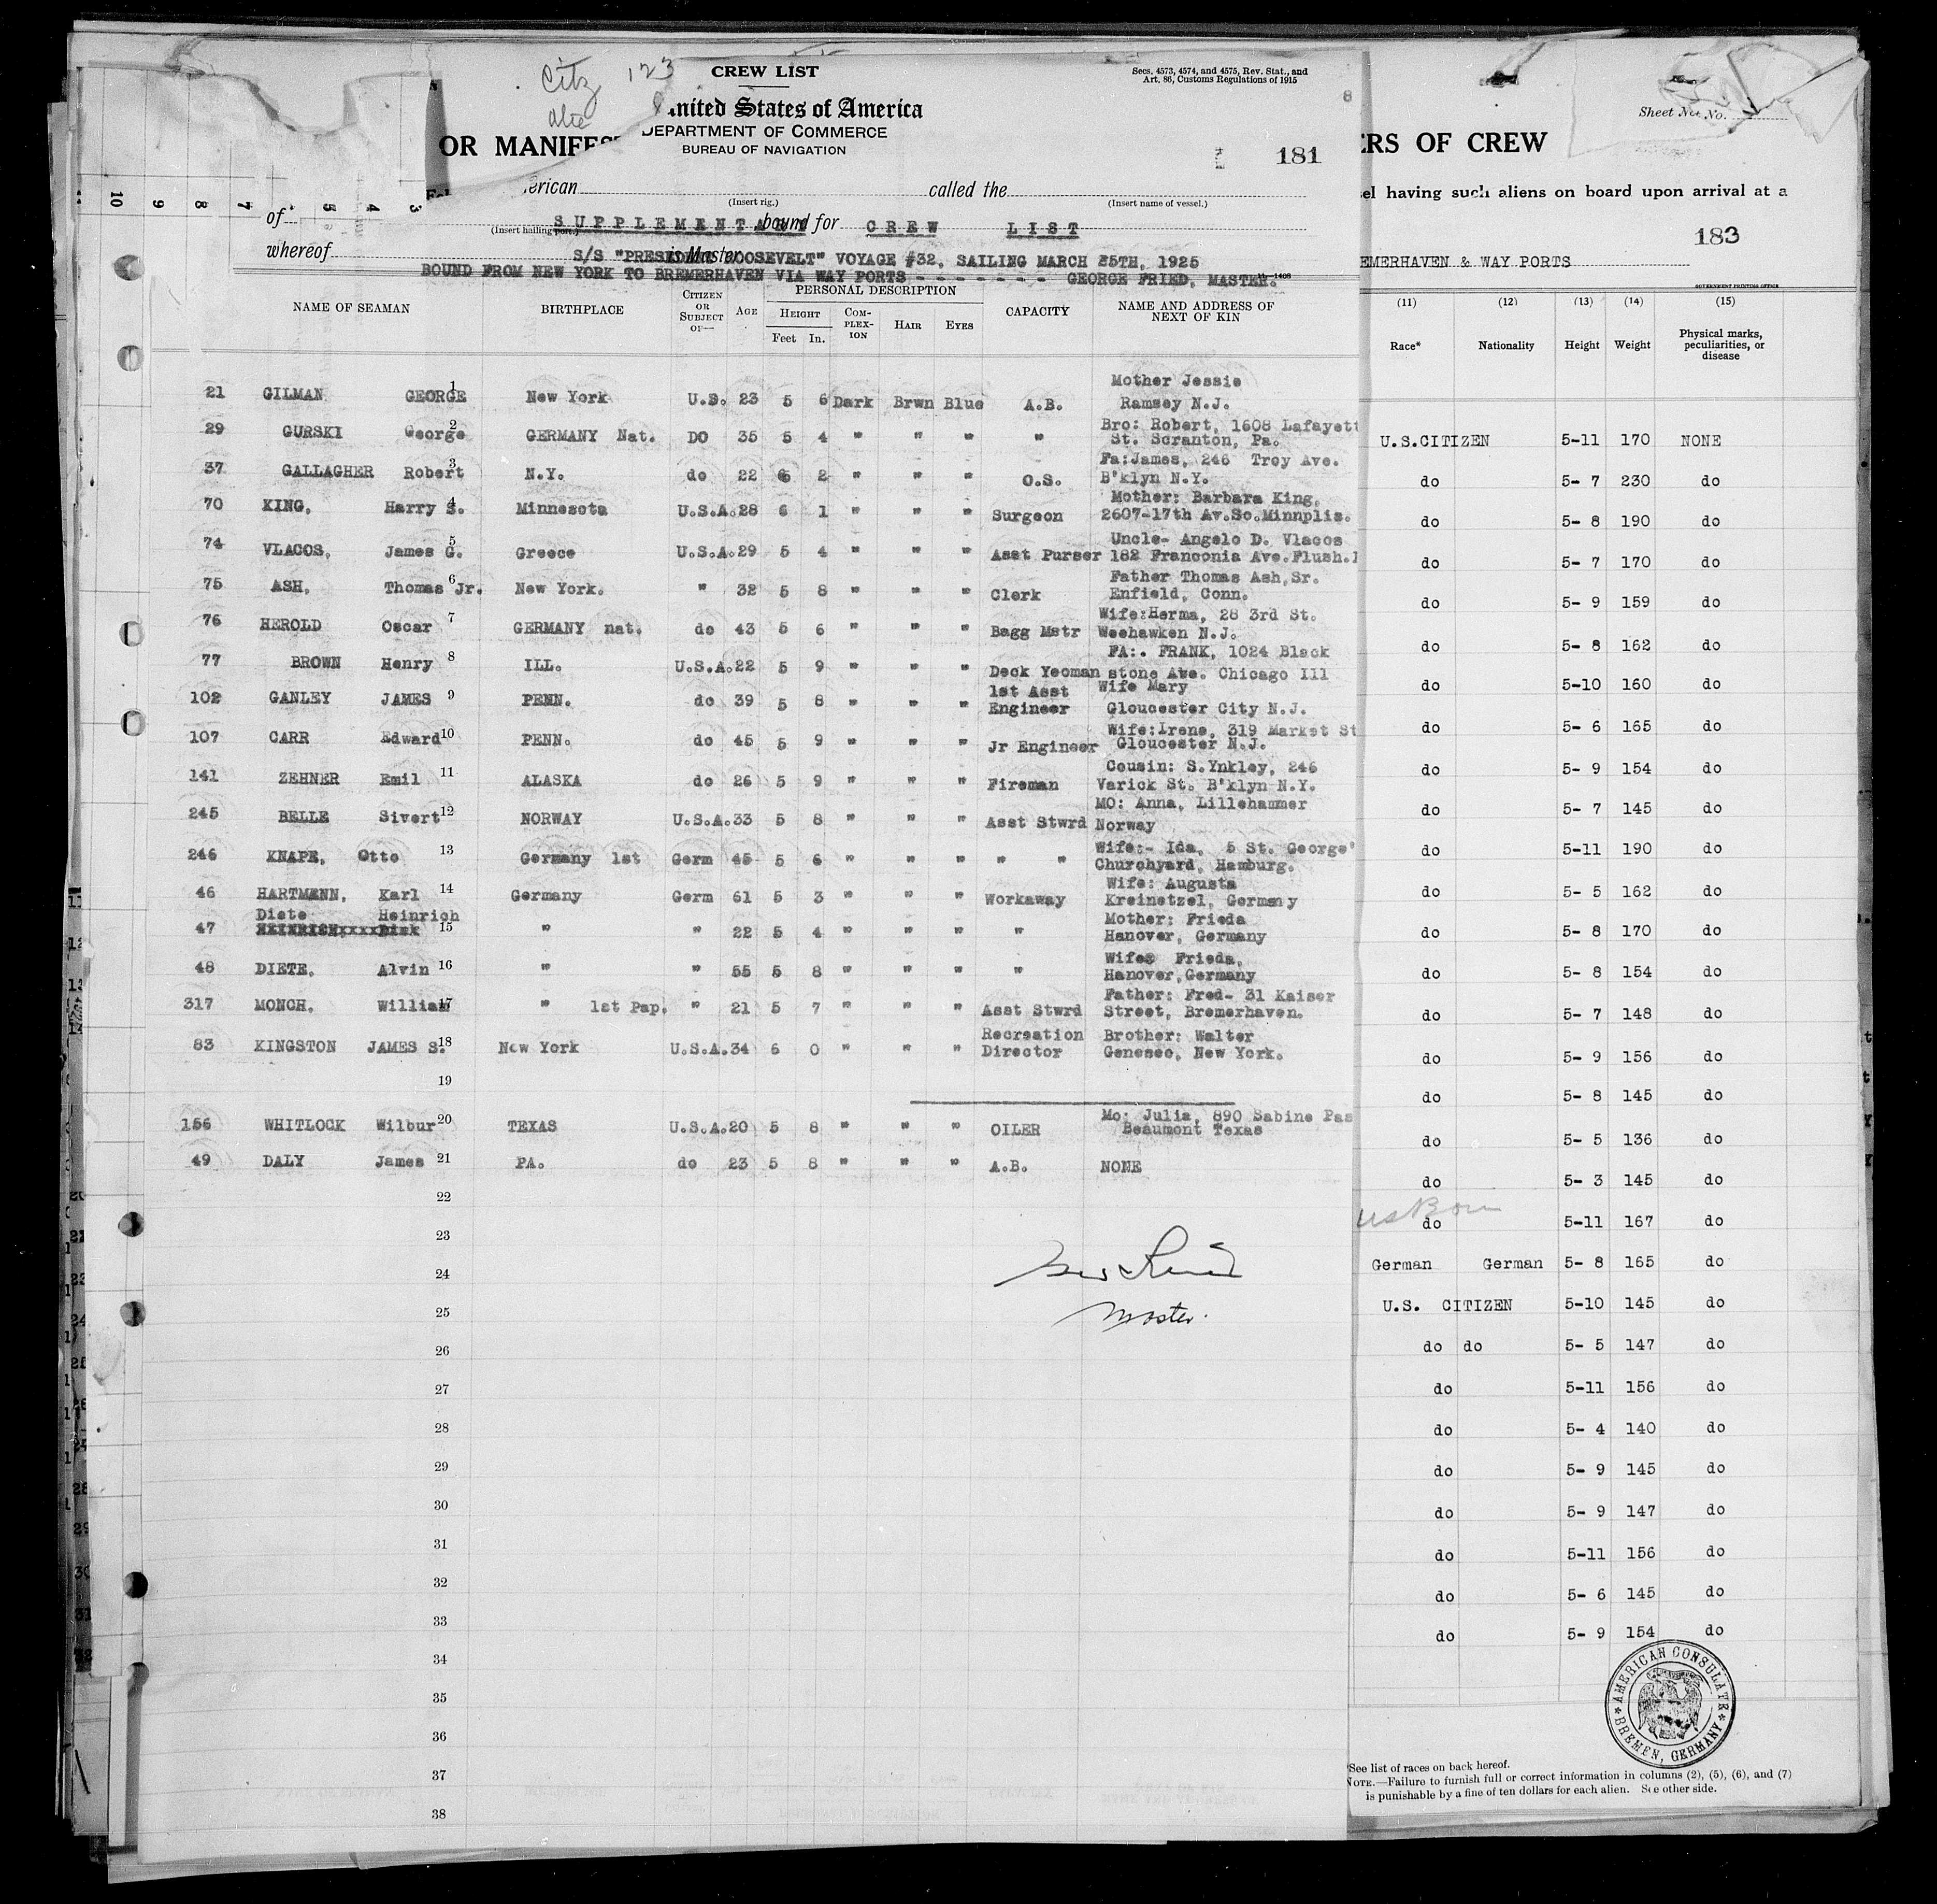 Citz 123
CREW LIST
Secs. 4573, 4574, and 4575, Rev. Stat., and
Art. 86, Customs Regulations of 1915
8
United States of America
DEPARTMENT OF COMMERCE
OR MANIFEST
BUREAU OF NAVIGATION
181
erican called the
(Insert rig.) (Insert name of vessel.)
of bound for
(Insert hailing port.)
SUPPLEMENTARY CREW LIST
whereof is Master
S/S "PRESIDENT ROOSEVELT" VOYAGE #32, SAILING MARCH 25TH, 1925
BOUND FROM NEW YORK TO BREMERHAVEN VIA WAY PORTS - - - - - - - GEORGE FRIED, MASTER.
11-1408
NAME OF SEAMAN BIRTHPLACE CITIZEN OR SUBJECT OF— AGE PERSONAL DESCRIPTION CAPACITY NAME AND ADDRESS OF NEXT OF KIN
HEIGHT COMPLEXION HAIR EYES
Feet In.
21 GILMAN GEORGE 1 New York U.S. 23 5 6 Dark Brwn Blue A.B. Mother Jessie Ramsey N.J.
29 GURSKI George 2 GERMANY Nat. DO 35 5 4 " " " " Bro: Robert, 1608 Lafayett St. Scranton, Pa.
37 GALLAGHER Robert 3 N.Y. do 22 6 2 " " " O.S. Fa:James, 246 Troy Ave. B'klyn N.Y.
70 KING, Harry S. 4 Minnesota U.S.A. 28 6 1 " " " Surgeon Mother: Barbara King, 2607-17th Av.So.Minnplis.
74 VLACOS, James G. 5 Greece U.S.A. 29 5 4 " " " Asst Purser Uncle- Angelo D. Vlacos 182 Franconia Ave.Flush.
75 ASH, Thomas Jr. 6 New York. " 32 5 8 " " " Clerk Father Thomas Ash,Sr. Enfield, Conn.
76 HEROLD Oscar 7 GERMANY nat. do 43 5 6 " " " Bagg Mstr Wife:Herma, 28 3rd St. Weehawken N.J.
77 BROWN Henry 8 ILL. U.S.A. 22 5 9 " " " Deck Yeoman FA:. FRANK, 1024 Black stone Ave. Chicago Ill
102 GANLEY JAMES 9 PENN. do 39 5 8 " " " 1st Asst Engineer Wife Mary Gloucester City N.J.
107 CARR Edward 10 PENN. do 45 5 9 " " " Jr Engineer Wife:Irene, 319 Market St Gloucester N.J.
141 ZEHNER Emil 11 ALASKA do 26 5 9 " " " Fireman Cousin: S.Ynkley, 246 Varick St. B'klyn N.Y.
245 BELLE Sivert 12 NORWAY U.S.A. 33 5 8 " " " Asst Stwrd MO: Anna, Lillehammer Norway
246 KNAPE, Otto 13 Germany 1st Germ 45 5 6 " " " " " Wife:- Ida, 5 St. George' Churchyard, Hamburg.
46 HARTMENN, Karl 14 Germany Germ 61 5 3 " " " Workaway Wife: Augusta Kreinetzel, Germany
47 Diete Heinrich 15 " " 22 5 4 " " " " Mother: Frieda Hanover, Germany
48 DIETE, Alvin 16 " " 55 5 8 " " " " Wife: Frieda, Hanover,Germany
317 MONCH, William 17 " 1st Pap. " 21 5 7 " " " Asst Stwrd Father: Fred- 31 Kaiser Street, Bremerhaven.
83 KINGSTON JAMES S. 18 New York U.S.A. 34 6 0 " " " Recreation Director Brother: Walter Geneseo, New York.
19
156 WHITLOCK Wilbur 20 TEXAS U.S.A. 20 5 8 " " " OILER Mo: Julia, 890 Sabine Pas Beaumont Texas
49 DALY James 21 PA. do 23 5 8 " " " A.B. NONE
22
23
24
25
Master.
26
27
28
29
30
31
32
33
34
35
36
37
38
Sheet No. No.
ERS OF CREW
el having such aliens on board upon arrival at a
183
EMERHAVEN & WAY PORTS
GOVERNMENT PRINTING OFFICE
(11) (12) (13) (14) (15)
Race* Nationality Height Weight Physical marks, peculiarities, or disease
U.S.CITIZEN 5-11 170 NONE
do 5- 7 230 do
do 5- 8 190 do
do 5- 7 170 do
do 5- 9 159 do
do 5- 8 162 do
do 5-10 160 do
do 5- 6 165 do
do 5- 9 154 do
do 5- 7 145 do
do 5-11 190 do
do 5- 5 162 do
do 5- 8 170 do
do 5- 8 154 do
do 5- 7 148 do
do 5- 9 156 do
do 5- 8 145 do
do 5- 5 136 do
do 5- 3 145 do
US Born
do 5-11 167 do
German German 5- 8 165 do
U.S. CITIZEN 5-10 145 do
do do 5- 5 147 do
do 5-11 156 do
do 5- 4 140 do
do 5- 9 145 do
do 5- 9 147 do
do 5-11 156 do
do 5- 6 145 do
do 5- 9 154 do
AMERICAN CONSULATE
BREMEN, GERMANY
*See list of races on back hereof.
NOTE.—Failure to furnish full or correct information in columns (2), (5), (6), and (7)
is punishable by a fine of ten dollars for each alien. See other side.